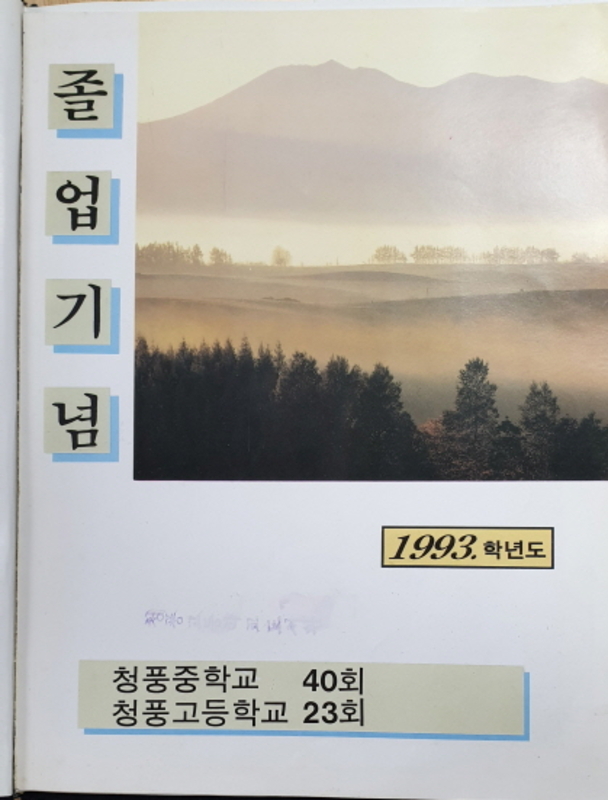 졸업기념
1993. 학년도
청풍중학교 40회
청풍고등학교 23회